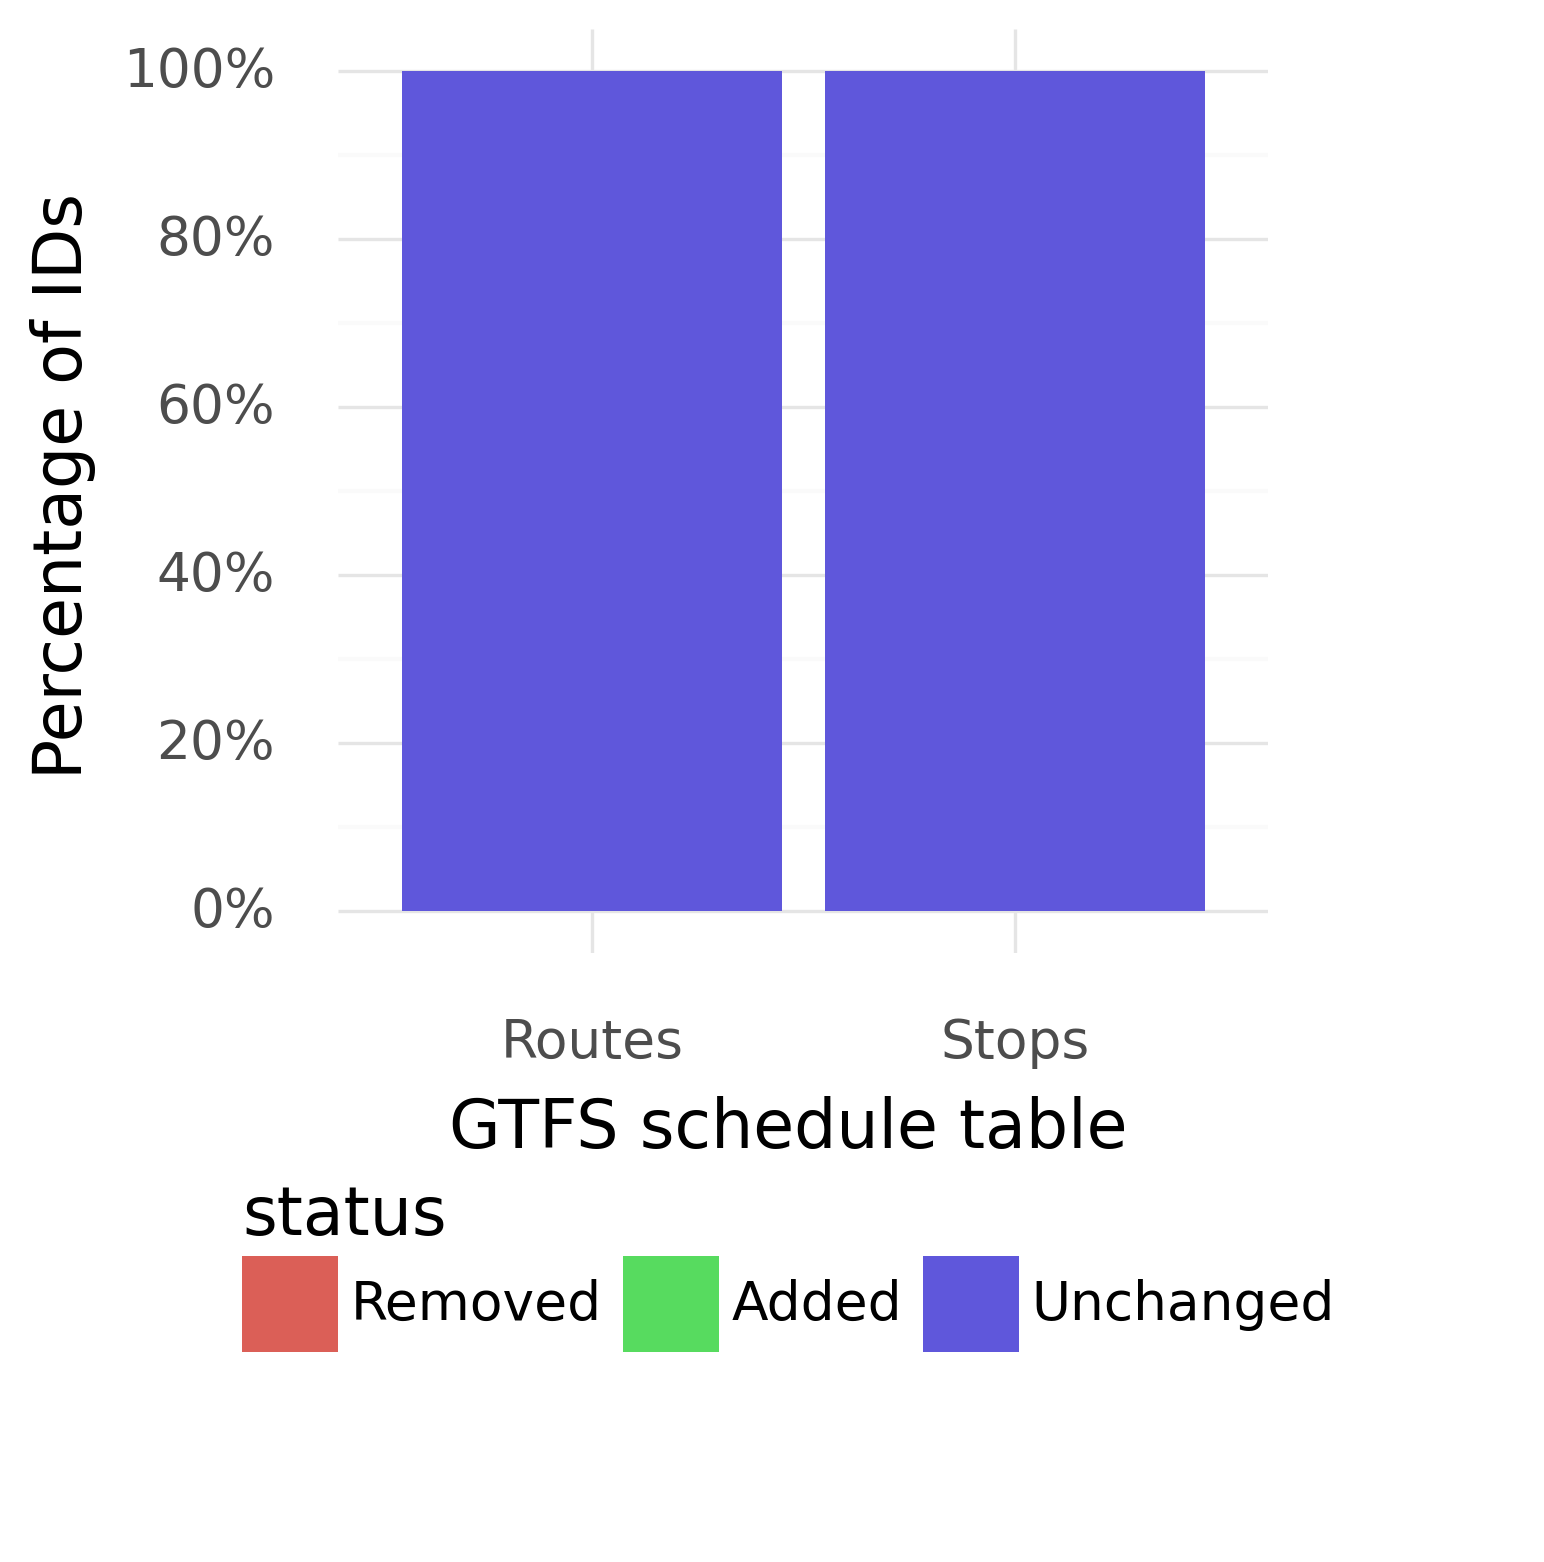 100%
80%
60%
40%
20%
0%
Percentage of IDs
Routes Stops
GTFS schedule table
status
Removed Added Unchanged